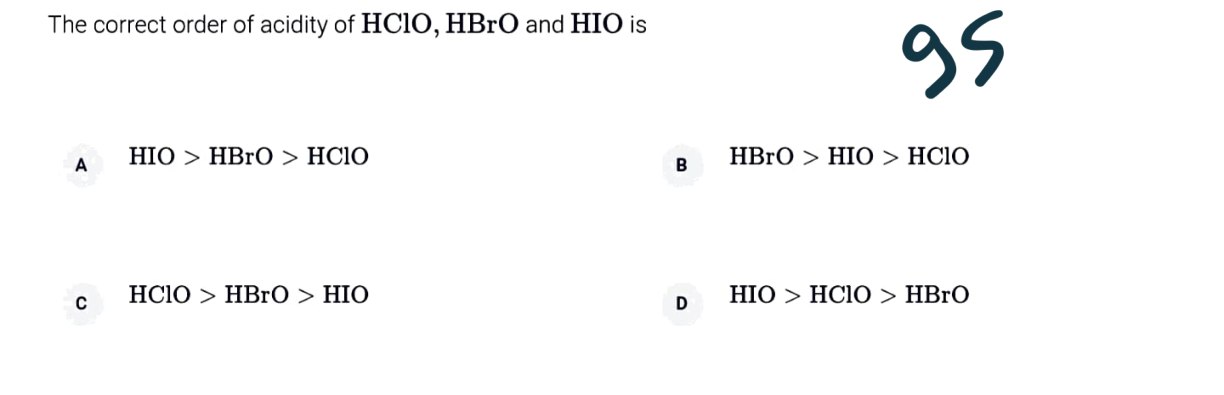 The correct order of acidity of HClO, HBrO and HIO is
95
A HIO > HBrO > HClO
B HBrO > HIO > HClO
C HClO > HBrO > HIO
D HIO > HClO > HBrO